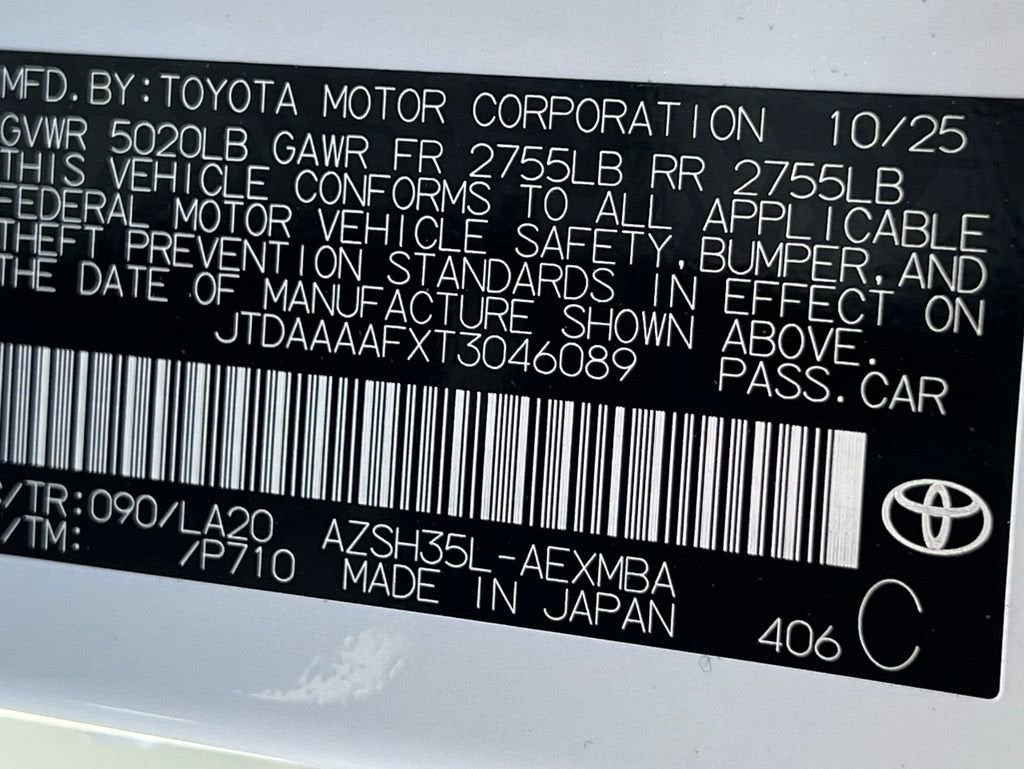 MFD.BY:TOYOTA MOTOR CORPORATION 10/25
GVWR 5020LB GAWR FR 2755LB RR 2755LB
THIS VEHICLE CONFORMS TO ALL APPLICABLE
FEDERAL MOTOR VEHICLE SAFETY,BUMPER,AND
THEFT PREVENTION STANDARDS IN EFFECT ON
THE DATE OF MANUFACTURE SHOWN ABOVE.
JTDAAAAFXT3046089 PASS.CAR
/TR:090/LA20 AZSH35L-AEXMBA
/TM: /P710 MADE IN JAPAN 406 C